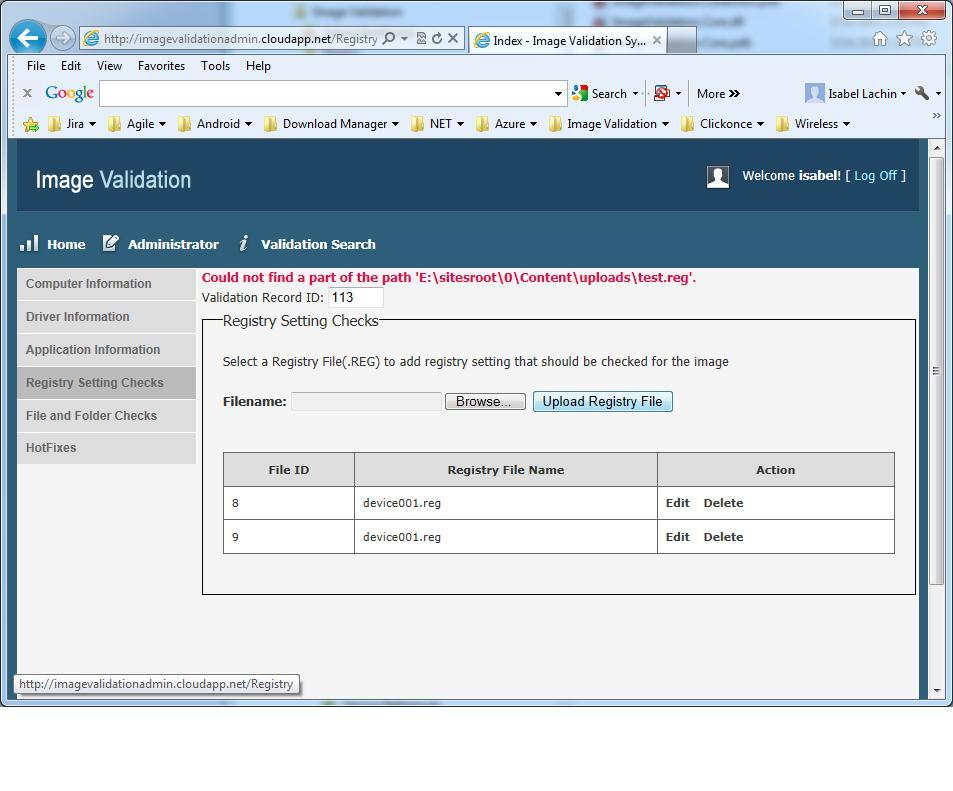 http://imagevalidationadmin.cloudapp.net/Registry
Index - Image Validation Sy...
File Edit View Favorites Tools Help
x Google Search More » Isabel Lachin
Jira Agile Android Download Manager NET Azure Image Validation Clickonce Wireless »
Image Validation
Welcome isabel! [ Log Off ]
Home Administrator i Validation Search
Computer Information
Driver Information
Application Information
Registry Setting Checks
File and Folder Checks
HotFixes
Could not find a part of the path 'E:\sitesroot\0\Content\uploads\test.reg'.
Validation Record ID: 113
Registry Setting Checks
Select a Registry File(.REG) to add registry setting that should be checked for the image
Filename: Browse... Upload Registry File
File ID Registry File Name Action
8 device001.reg Edit Delete
9 device001.reg Edit Delete
http://imagevalidationadmin.cloudapp.net/Registry